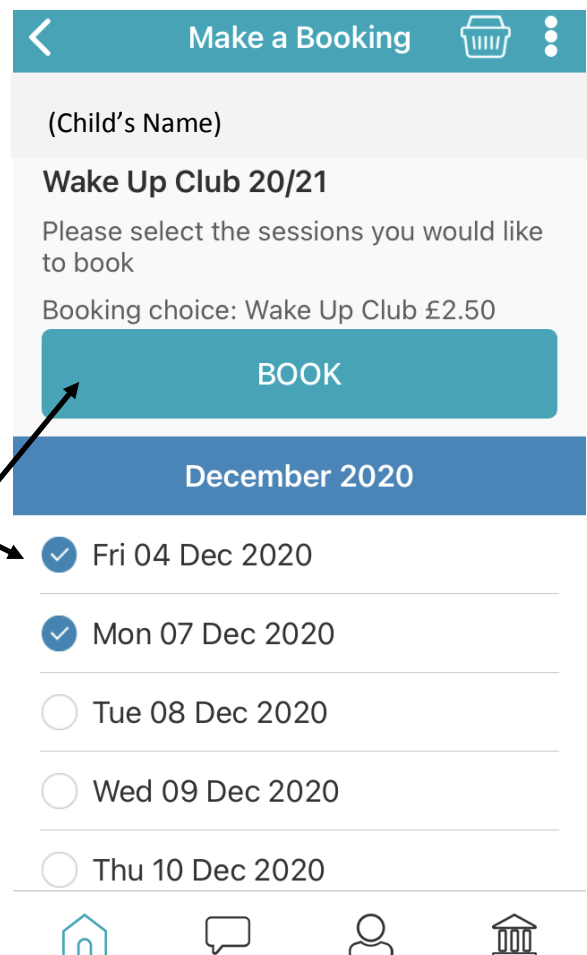 Make a Booking
(Child's Name)
Wake Up Club 20/21
Please select the sessions you would like
to book
Booking choice: Wake Up Club £2.50
BOOK
December 2020
Fri 04 Dec 2020
Mon 07 Dec 2020
Tue 08 Dec 2020
Wed 09 Dec 2020
Thu 10 Dec 2020